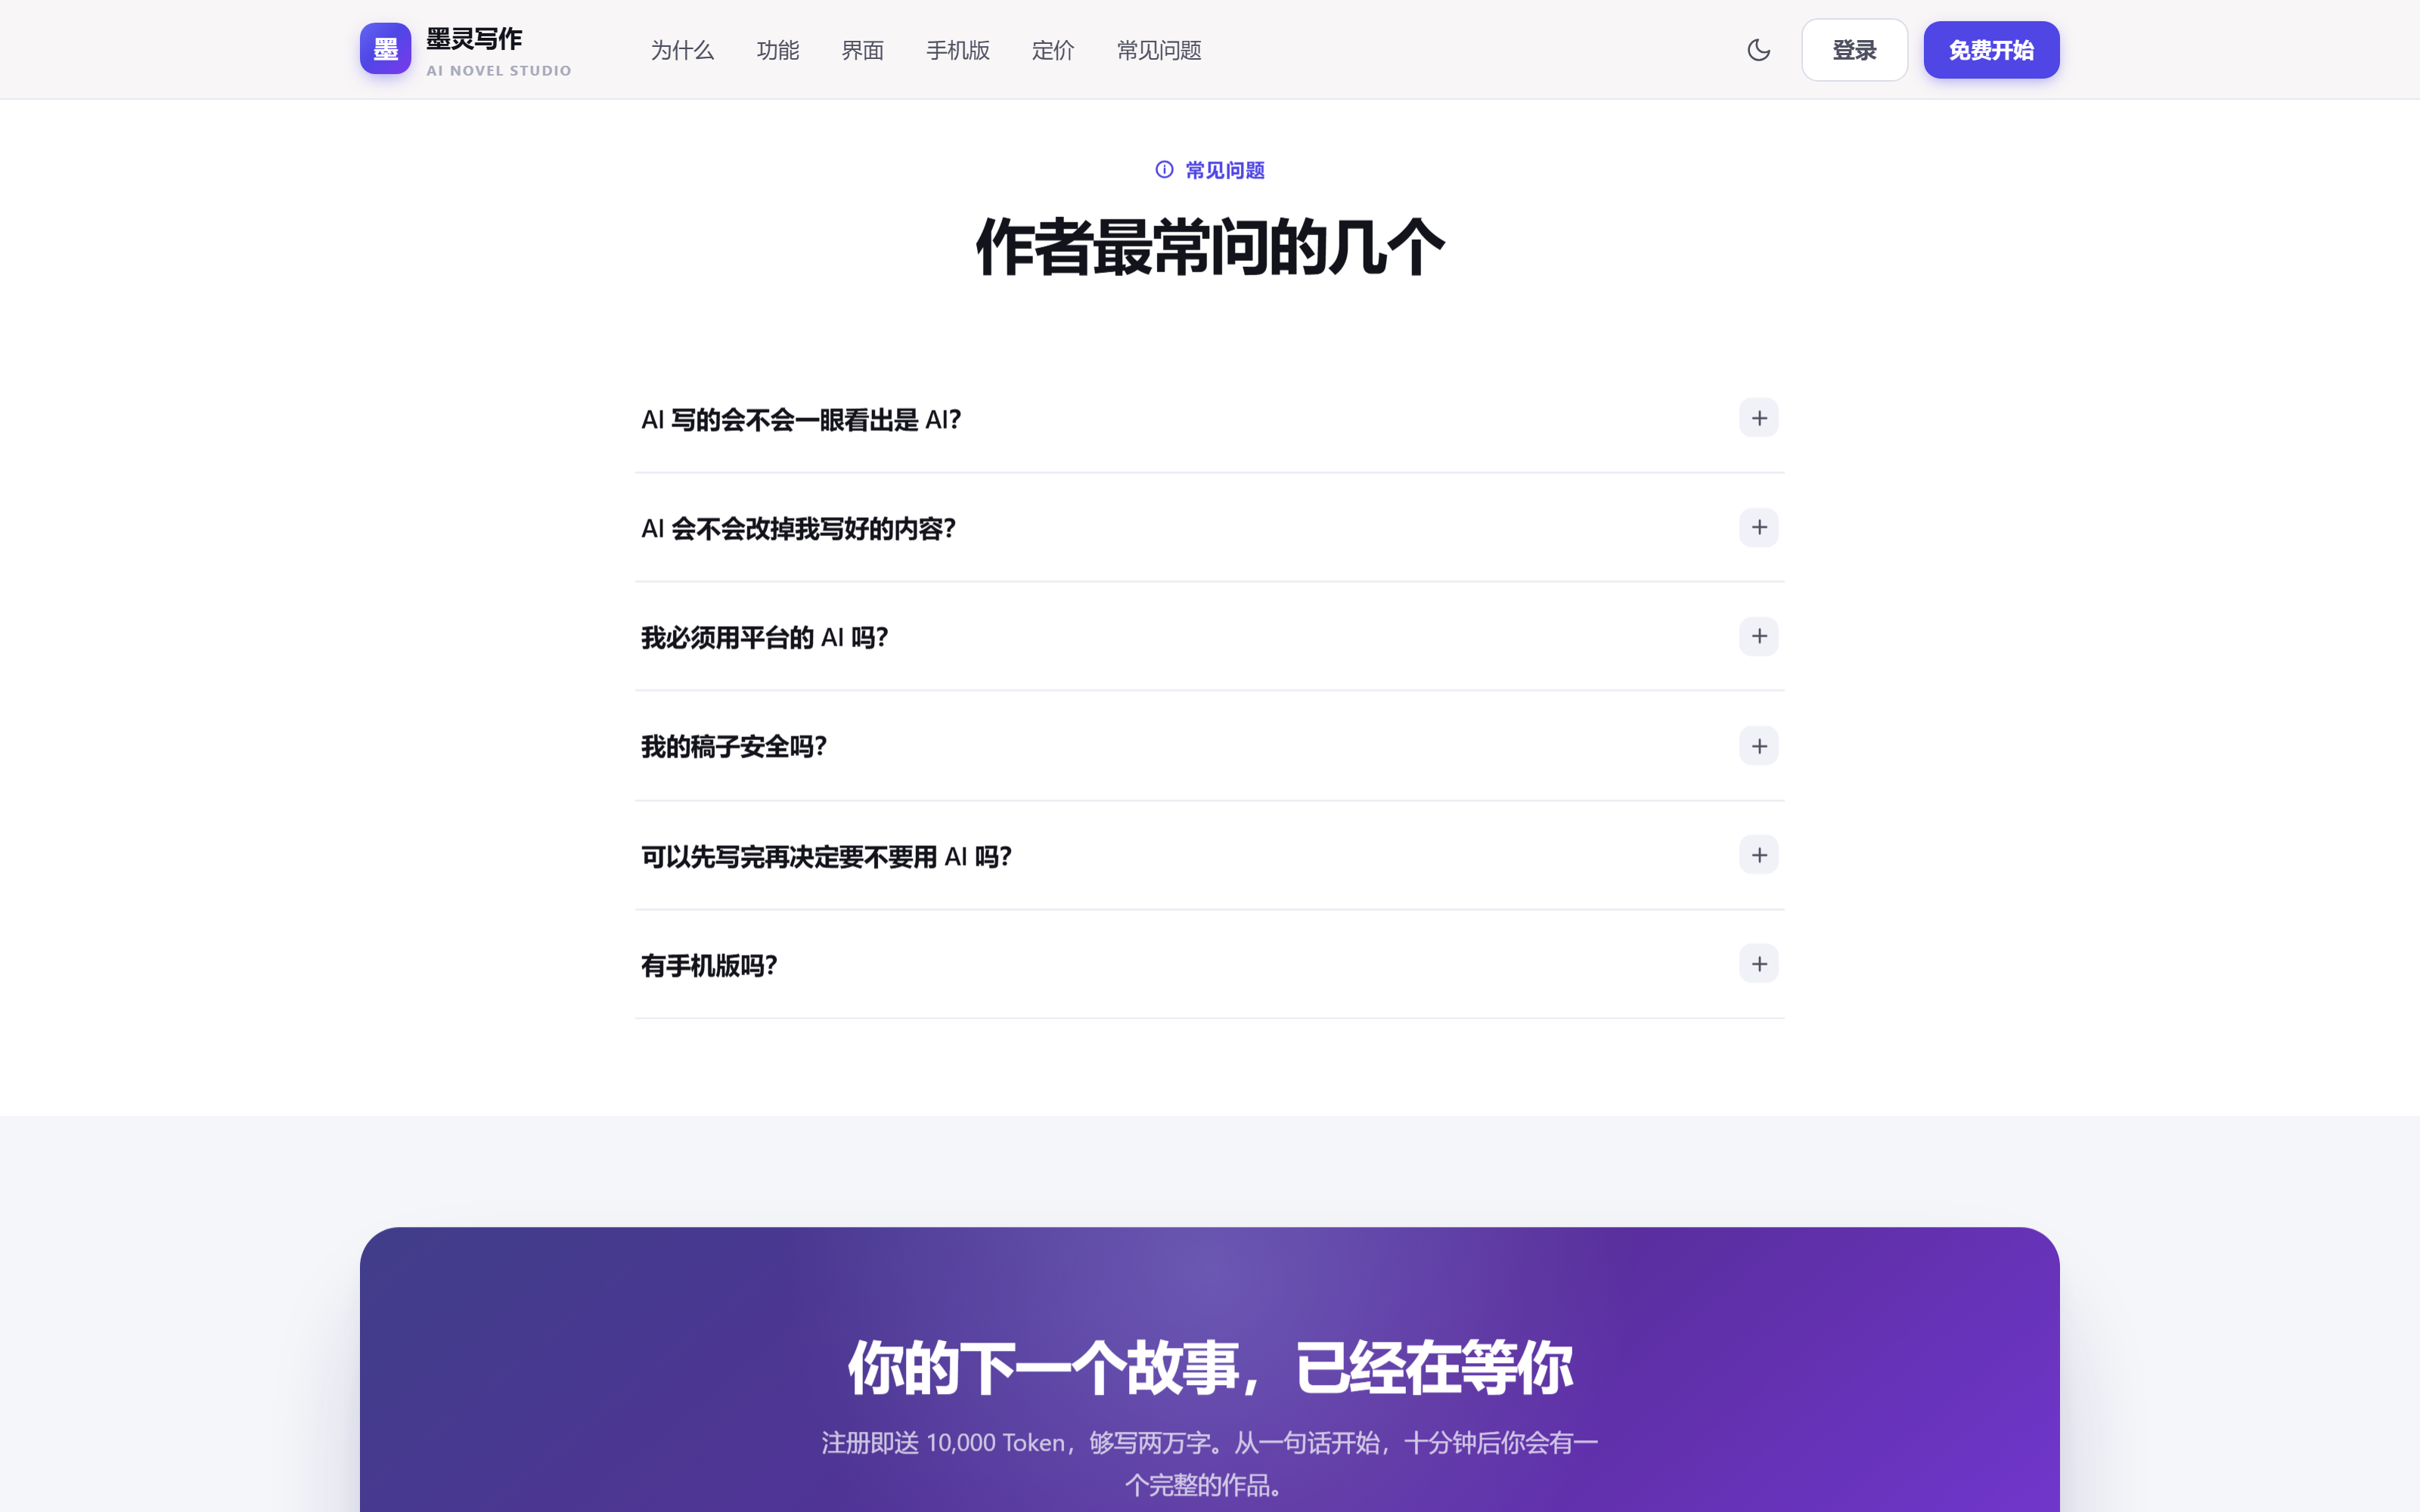 墨
墨灵写作
AI NOVEL STUDIO
为什么
功能
界面
手机版
定价
常见问题
登录
免费开始
常见问题
作者最常问的几个
AI 写的会不会一眼看出是 AI？
AI 会不会改掉我写好的内容？
我必须用平台的 AI 吗？
我的稿子安全吗？
可以先写完再决定要不要用 AI 吗？
有手机版吗？
你的下一个故事，已经在等你
注册即送 10,000 Token，够写两万字。从一句话开始，十分钟后你会有一
个完整的作品。